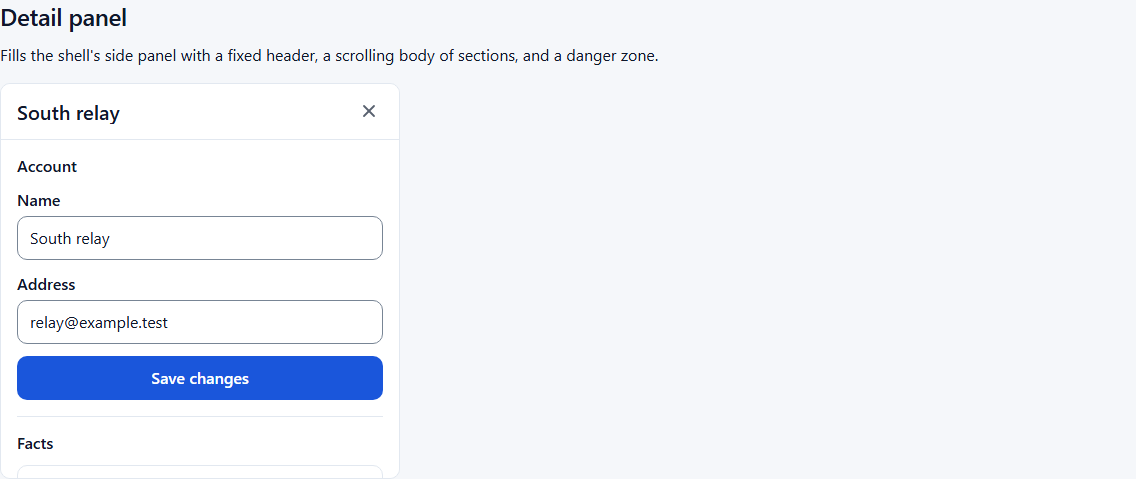 Detail panel
Fills the shell's side panel with a fixed header, a scrolling body of sections, and a danger zone.
South relay
Account
Name
South relay
Address
relay@example.test
Save changes
Facts